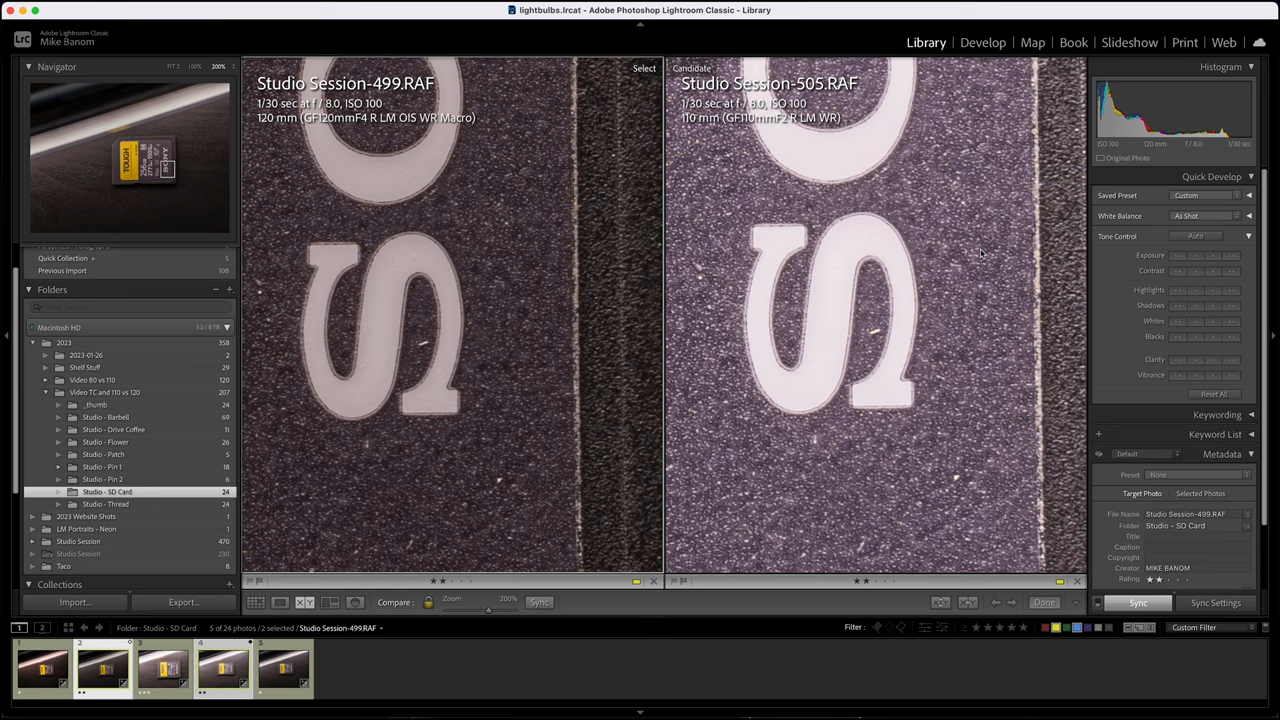 lightbulbs.lrcat - Adobe Photoshop Lightroom Classic - Library
LrC
Adobe Lightroom Classic
Mike Banom
Library | Develop | Map | Book | Slideshow | Print | Web
Navigator
FIT
100%
200%
TOUGH
SONY
Quick Collection +
5
Previous Import
108
Folders
Macintosh HD
2023
358
2023-01-26
2
Shelf Stuff
29
Video 80 vs 110
120
Video TC and 110 vs 120
207
_thumb
24
Studio - Barbell
69
Studio - Drive Coffee
11
Studio - Flower
26
Studio - Patch
5
Studio - Pin 1
18
Studio - Pin 2
6
Studio - SD Card
24
Studio - Thread
24
2023 Website Shots
1
LM Portraits - Neon
1
Studio Session
470
Studio Session
230
Taco
8
Collections
Import...
Export...
Studio Session-499.RAF
1/30 sec at f / 8.0, ISO 100
120 mm (GF120mmF4 R LM OIS WR Macro)
Select
SO
Candidate
Studio Session-505.RAF
1/30 sec at f / 8.0, ISO 100
110 mm (GF110mmF2 R LM WR)
SO
XY
Compare :
Zoom
200%
Sync
Done
Histogram
ISO 100
120 mm
f / 8.0
1/30 sec
Original Photo
Quick Develop
Saved Preset
Custom
White Balance
As Shot
Tone Control
Auto
Exposure
Contrast
Highlights
Shadows
Whites
Blacks
Clarity
Vibrance
Reset All
Keywording
Keyword List
Default
Metadata
Preset
None
Target Photo
Selected Photos
File Name
Studio Session-499.RAF
Folder
Studio - SD Card
Title
Caption
Copyright
Creator
MIKE BANOM
Rating
Sync
Sync Settings
1
2
Folder : Studio - SD Card
5 of 24 photos / 2 selected / Studio Session-499.RAF
Filter :
Custom Filter
1
2
3
4
5